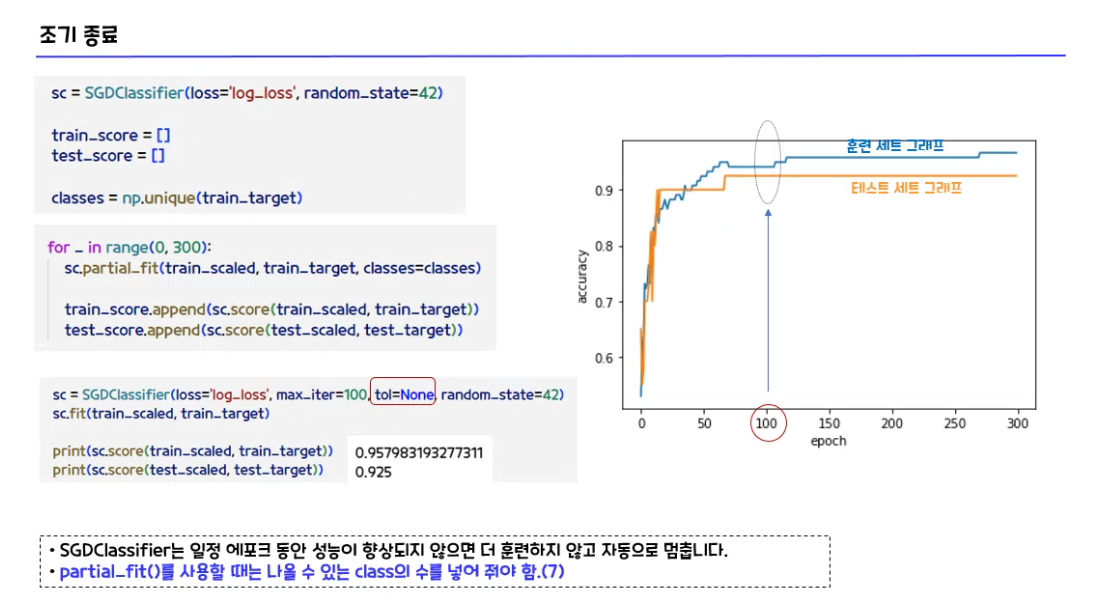 조기 종료
sc = SGDClassifier(loss='log_loss', random_state=42)
train_score = []
test_score = []
classes = np.unique(train_target)
for _ in range(0, 300):
sc.partial_fit(train_scaled, train_target, classes=classes)
train_score.append(sc.score(train_scaled, train_target))
test_score.append(sc.score(test_scaled, test_target))
sc = SGDClassifier(loss='log_loss', max_iter=100, tol=None, random_state=42)
sc.fit(train_scaled, train_target)
print(sc.score(train_scaled, train_target))
print(sc.score(test_scaled, test_target))
0.957983193277311
0.925
훈련 세트 그래프
테스트 세트 그래프
accuracy
0.9
0.8
0.7
0.6
0 50 100 150 200 250 300
epoch
• SGDClassifier는 일정 에포크 동안 성능이 향상되지 않으면 더 훈련하지 않고 자동으로 멈춥니다.
• partial_fit()를 사용할 때는 나올 수 있는 class의 수를 넣어 줘야 함.(7)